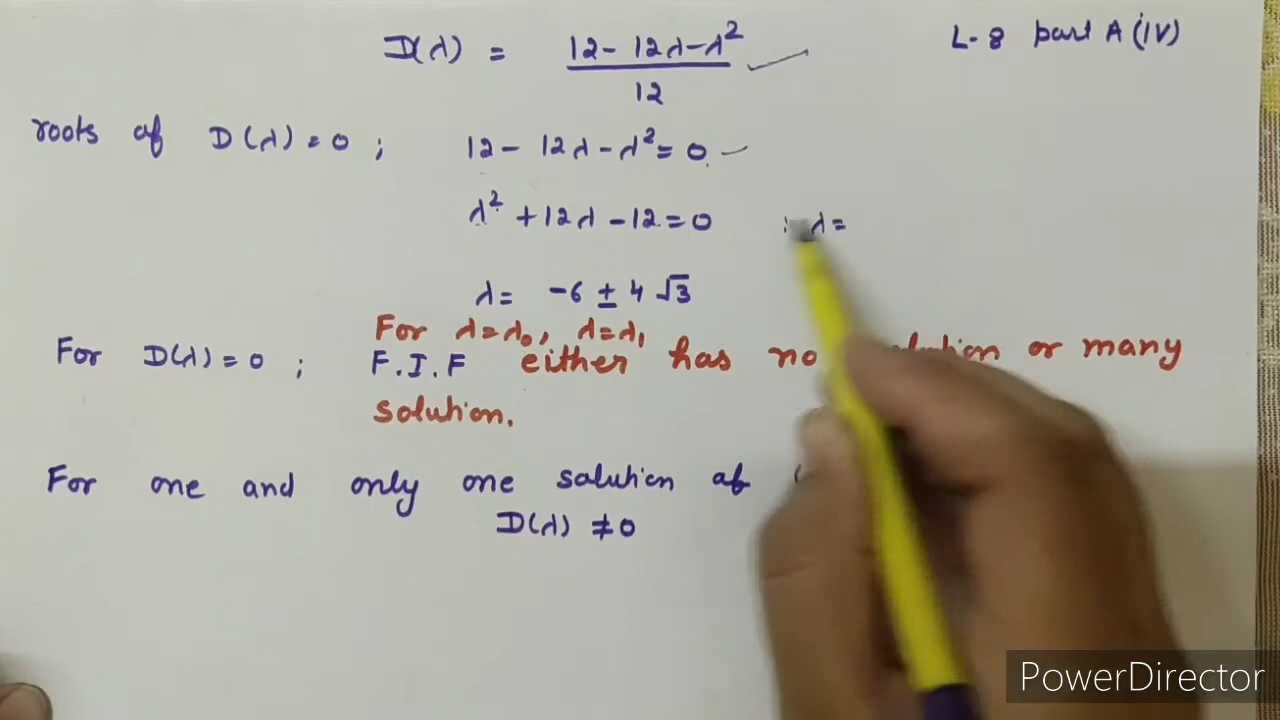 D(λ) = 12 - 12λ - λ² / 12
L-8 part A (iv)
roots of D(λ) = 0 ; 12 - 12λ - λ² = 0
λ² + 12λ - 12 = 0 ; λ =
λ = -6 ± 4 √3
For λ=λ₀, λ=λ₁
For D(λ) = 0 ; F.I.F either has no or many
solution.
For one and only one solution of
D(λ) ≠ 0
PowerDirector